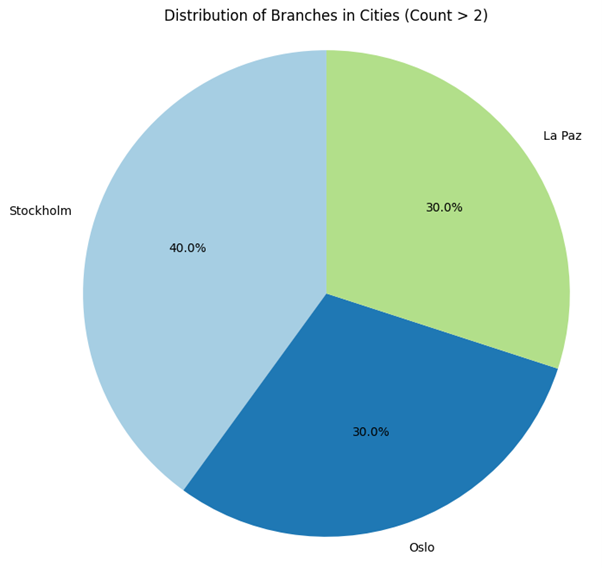 Distribution of Branches in Cities (Count > 2)
La Paz
30.0%
Stockholm
40.0%
30.0%
Oslo